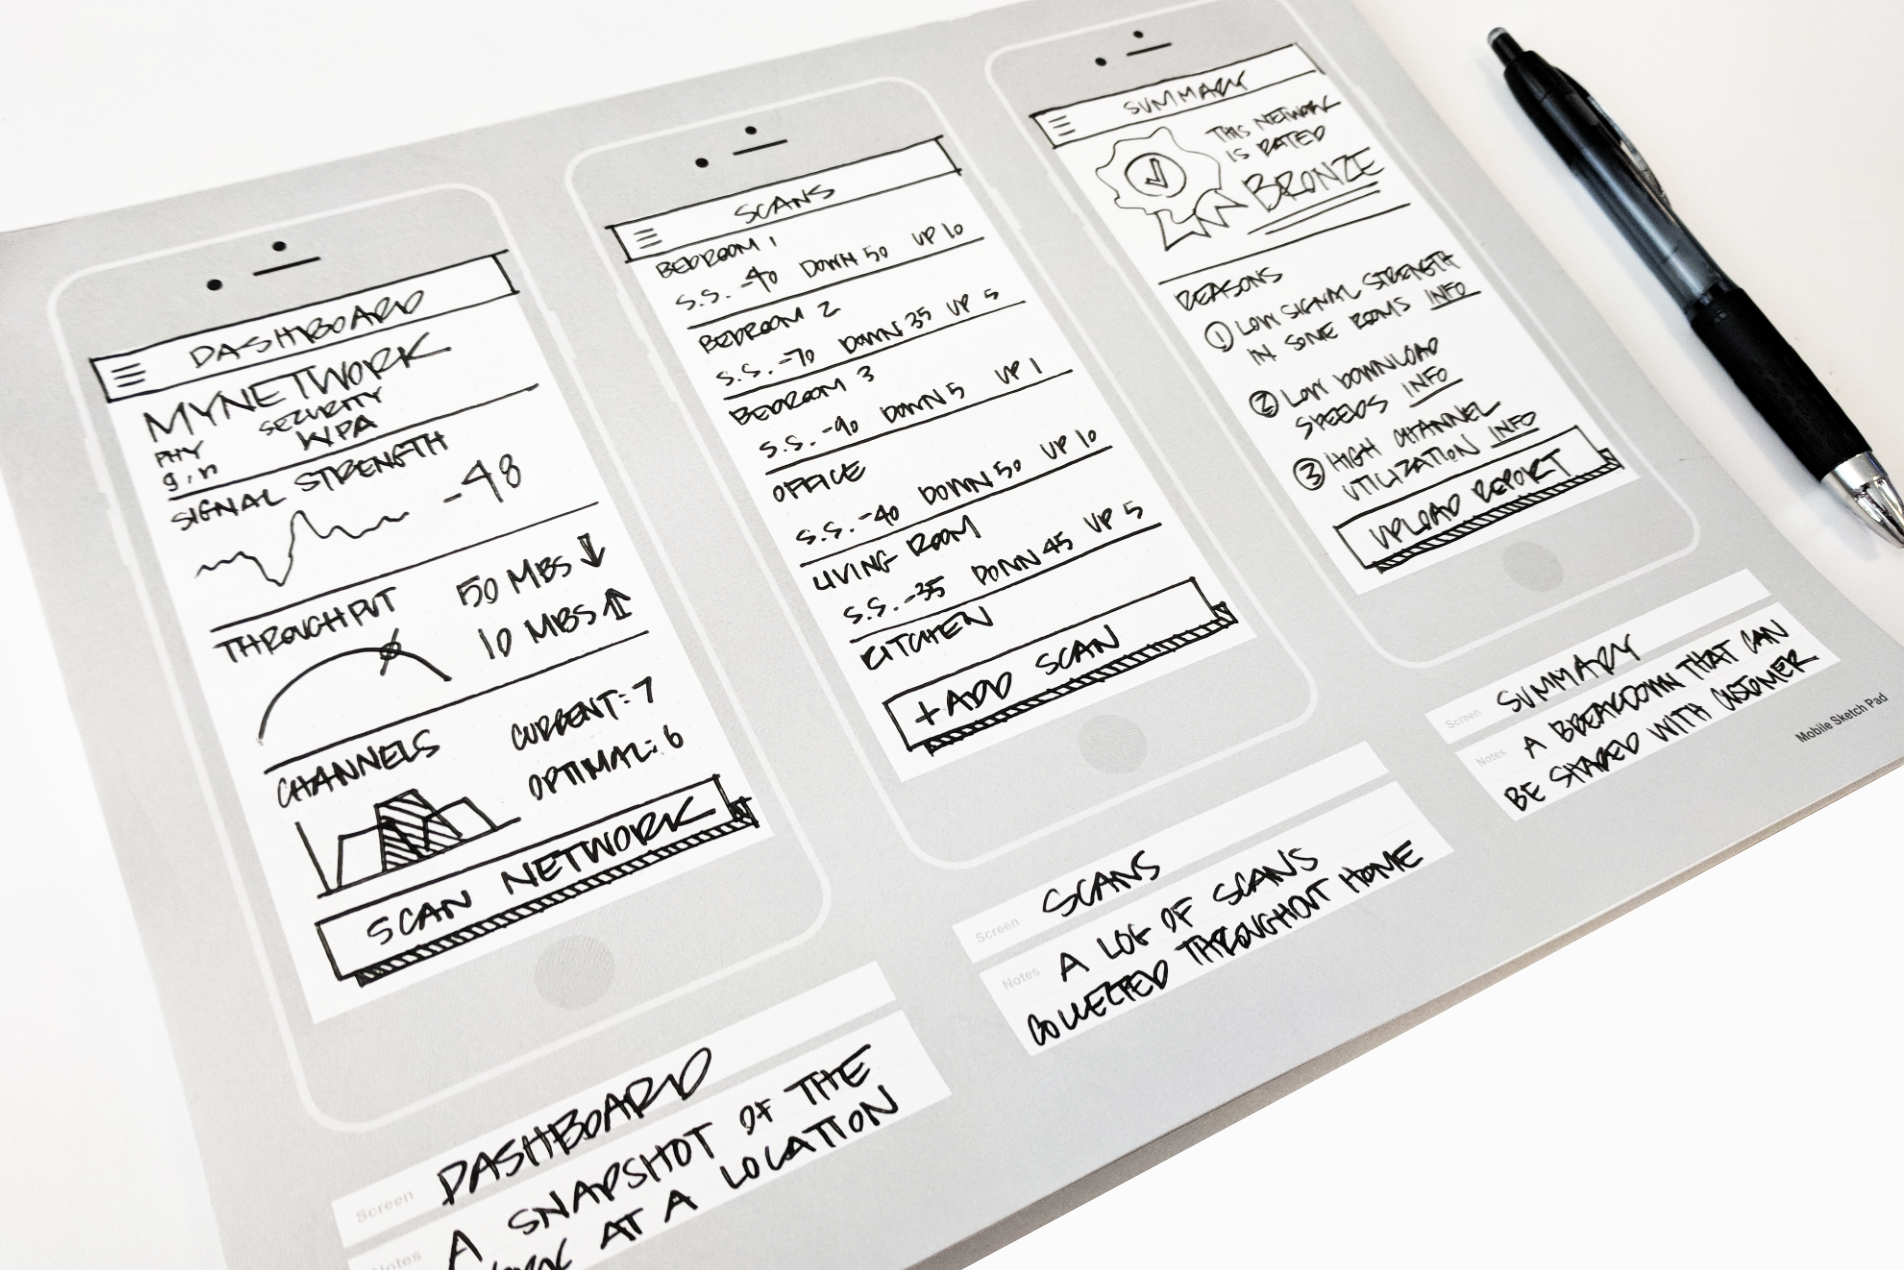 DASHBOARD
MYNETWORK
PHY
g,n
SECURITY
WPA
SIGNAL STRENGTH
-48
THROUGHPUT
50 MBS
10 MBS
CHANNELS
CURRENT: 7
OPTIMAL: 6
SCAN NETWORK
Screen
DASHBOARD
Notes
A SNAPSHOT OF THE
AT A LOCATION
SCANS
BEDROOM 1
S.S. -40 DOWN 50 UP 10
BEDROOM 2
S.S. -70 DOWN 35 UP 5
BEDROOM 3
S.S. -90 DOWN 5 UP 1
OFFICE
S.S. -40 DOWN 50 UP 10
LIVING ROOM
S.S. -35 DOWN 45 UP 5
KITCHEN
+ ADD SCAN
Screen
SCANS
Notes
A LOG OF SCANS
COLLECTED THROUGHOUT HOME
SUMMARY
THIS NETWORK
IS RATED
BRONZE
REASONS
1 LOW SIGNAL STRENGTH
IN SOME ROOMS INFO
2 LOW DOWNLOAD
SPEEDS INFO
3 HIGH CHANNEL
UTILIZATION INFO
UPLOAD REPORT
Screen
SUMMARY
Notes
A BREAKDOWN THAT CAN
BE SHARED WITH CUSTOMER
Mobile Sketch Pad